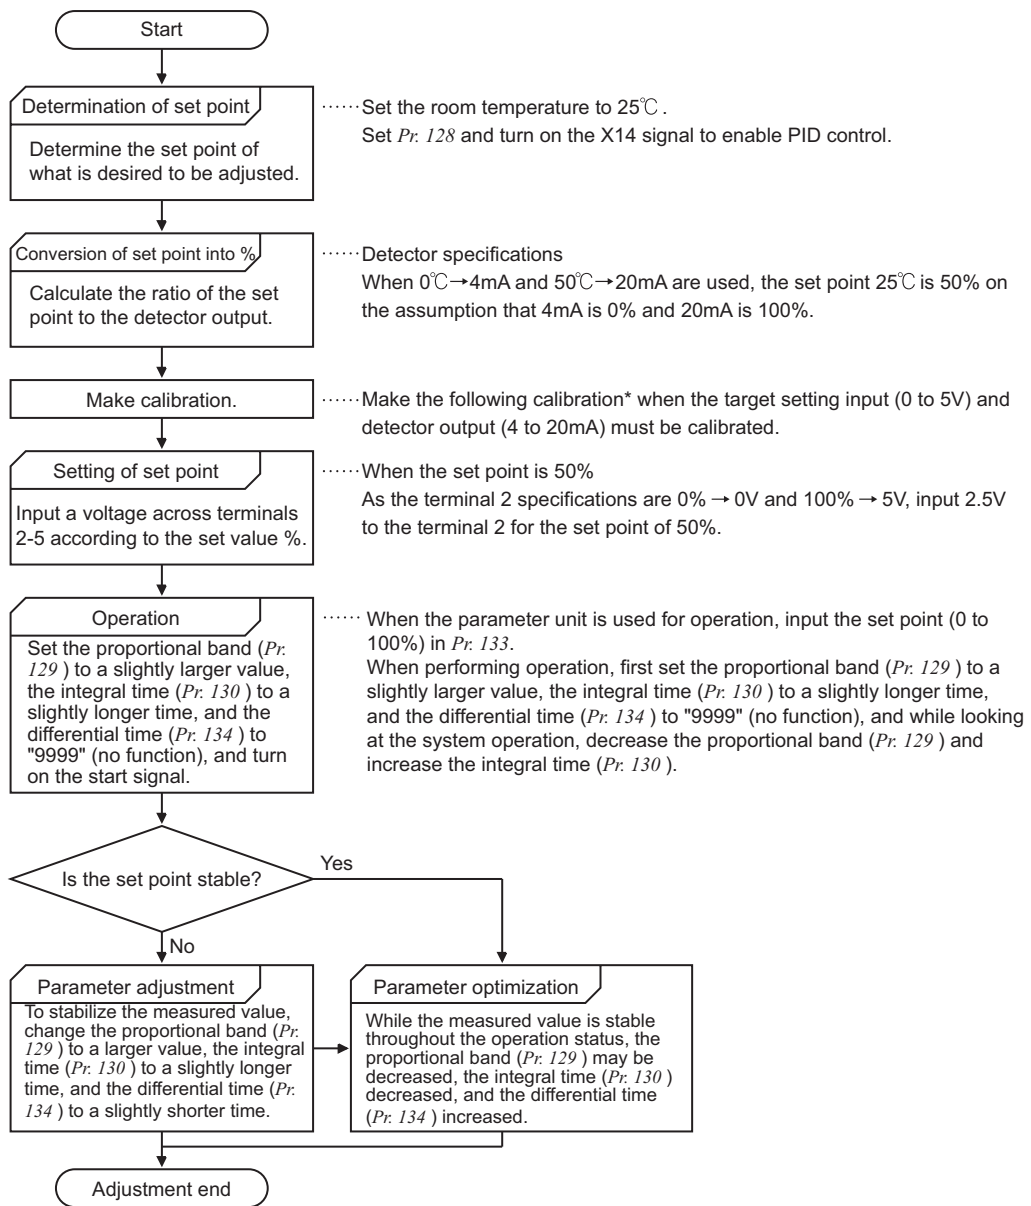 Start
Determination of set point
Determine the set point of
what is desired to be adjusted.
······Set the room temperature to 25℃ .
Set Pr. 128 and turn on the X14 signal to enable PID control.
Conversion of set point into %
Calculate the ratio of the set
point to the detector output.
······Detector specifications
When 0℃→4mA and 50℃→20mA are used, the set point 25℃ is 50% on
the assumption that 4mA is 0% and 20mA is 100%.
Make calibration.
······Make the following calibration* when the target setting input (0 to 5V) and
detector output (4 to 20mA) must be calibrated.
Setting of set point
Input a voltage across terminals
2-5 according to the set value %.
······When the set point is 50%
As the terminal 2 specifications are 0% → 0V and 100% → 5V, input 2.5V
to the terminal 2 for the set point of 50%.
Operation
Set the proportional band (Pr.
129 ) to a slightly larger value,
the integral time (Pr. 130 ) to a
slightly longer time, and the
differential time (Pr. 134 ) to
"9999" (no function), and turn
on the start signal.
······ When the parameter unit is used for operation, input the set point (0 to
100%) in Pr. 133.
When performing operation, first set the proportional band (Pr. 129 ) to a
slightly larger value, the integral time (Pr. 130 ) to a slightly longer time,
and the differential time (Pr. 134 ) to "9999" (no function), and while looking
at the system operation, decrease the proportional band (Pr. 129 ) and
increase the integral time (Pr. 130 ).
Is the set point stable?
Yes
No
Parameter adjustment
To stabilize the measured value,
change the proportional band (Pr.
129 ) to a larger value, the integral
time (Pr. 130 ) to a slightly longer
time, and the differential time (Pr.
134 ) to a slightly shorter time.
Parameter optimization
While the measured value is stable
throughout the operation status, the
proportional band (Pr. 129 ) may be
decreased, the integral time (Pr. 130 )
decreased, and the differential time
(Pr. 134 ) increased.
Adjustment end